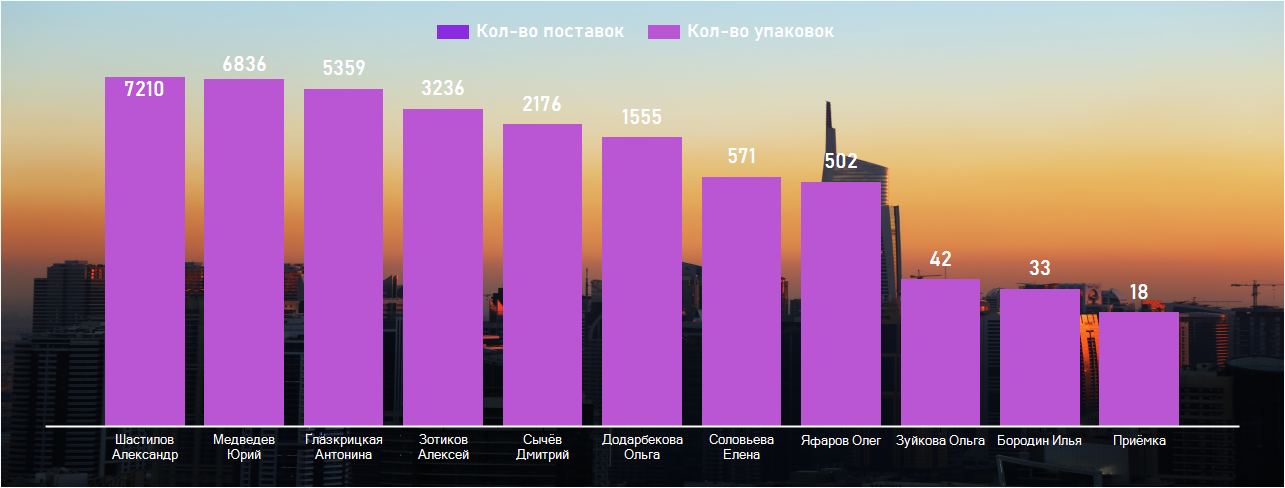 Кол-во поставок Кол-во упаковок
7210 6836 5359 3236 2176 1555 571 502 42 33 18
Шастилов Медведев Глазкрицкая Зотиков Сычёв Додарбекова Соловьева Яфаров Олег Зуйкова Ольга Бородин Илья Приёмка
Александр Юрий Антонина Алексей Дмитрий Ольга Елена